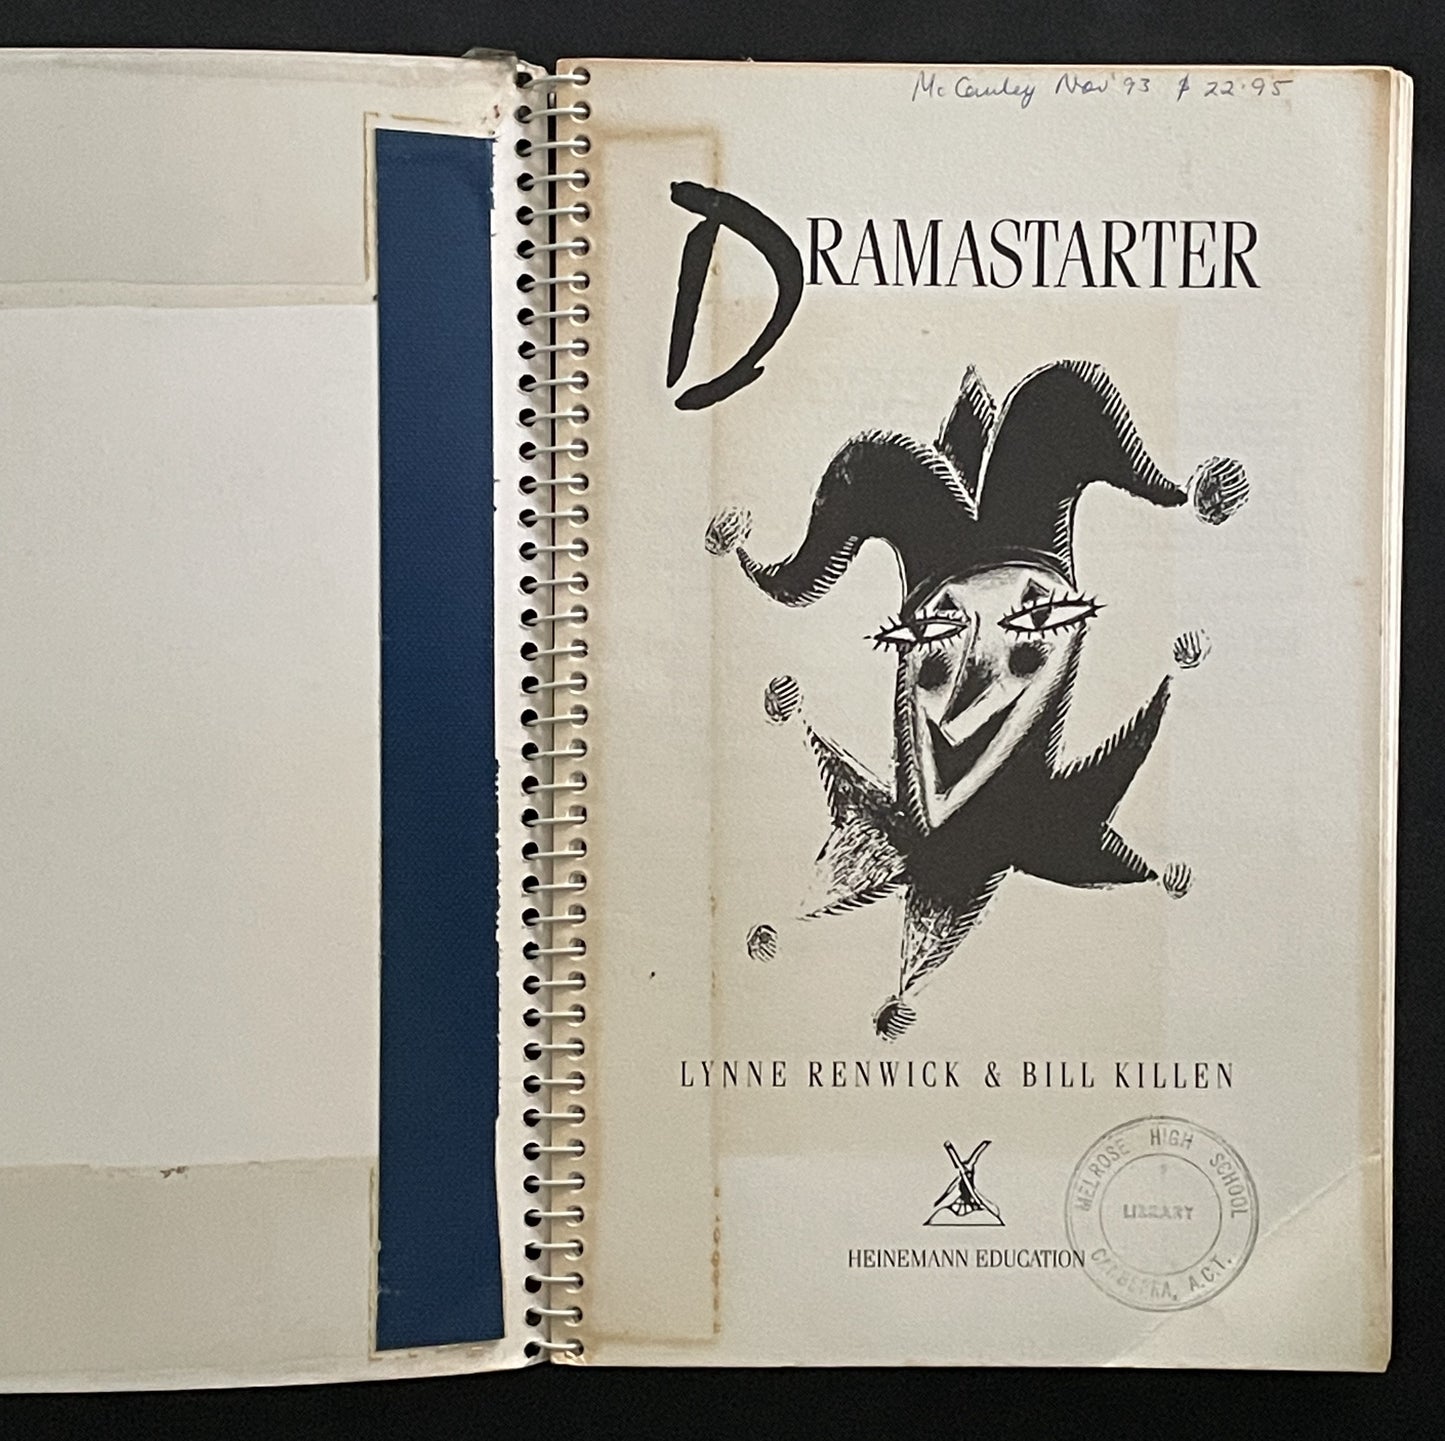 McCauley Nov '93 $ 22.95
DRAMASTARTER
LYNNE RENWICK & BILL KILLEN
HEINEMANN EDUCATION
MELROSE HIGH SCHOOL
LIBRARY
CANBERRA, A.C.T.